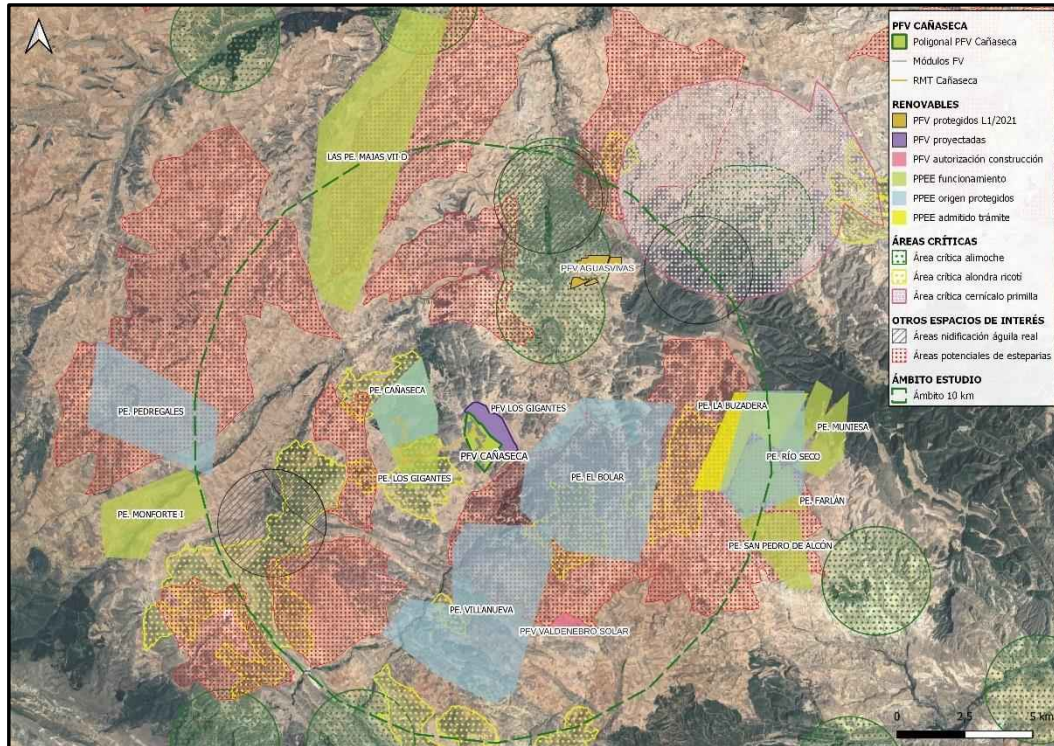 PFV CAÑASECA
Poligonal PFV Cañaseca
Módulos FV
RMT Cañaseca
RENOVABLES
PFV protegidos L1/2021
PFV proyectadas
PFV autorización construcción
PPEE funcionamiento
PPEE origen protegidos
PPEE admitido trámite
ÁREAS CRÍTICAS
Área crítica alimoche
Área crítica alondra ricotí
Área crítica cernícalo primilla
OTROS ESPACIOS DE INTERÉS
Áreas nidificación águila real
Áreas potenciales de esteparias
ÁMBITO ESTUDIO
Ámbito 10 km
LAS PE. MAJAS VII D
PFV AGUASVIVAS
PE. CAÑASECA
PE. PEDREGALES
PFV LOS GIGANTES
PE. LA BUZADERA
PE. MUNIESA
PFV CAÑASECA
PE. RÍO SECO
PE. LOS GIGANTES
PE. EL BOLAR
PE. FARLÁN
PE. MONFORTE I
PE. SAN PEDRO DE ALCÓN
PE. VILLANUEVA
PFV VALDENEBRO SOLAR
0 2,5 5 km